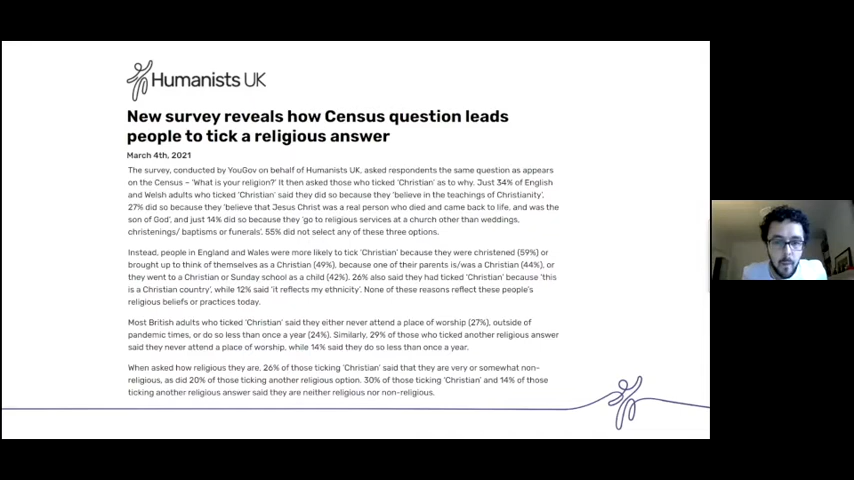 Humanists UK
New survey reveals how Census question leads
people to tick a religious answer
March 4th, 2021
The survey, conducted by YouGov on behalf of Humanists UK, asked respondents the same question as appears
on the Census – ‘What is your religion?’ It then asked those who ticked ‘Christian’ as to why. Just 34% of English
and Welsh adults who ticked ‘Christian’ said they did so because they ‘believe in the teachings of Christianity’,
27% did so because they ‘believe that Jesus Christ was a real person who died and came back to life, and was the
son of God’, and just 14% did so because they ‘go to religious services at a church other than weddings,
christenings/ baptisms or funerals’. 55% did not select any of these three options.
Instead, people in England and Wales were more likely to tick ‘Christian’ because they were christened (59%) or
brought up to think of themselves as a Christian (49%), because one of their parents is/was a Christian (44%), or
they went to a Christian or Sunday school as a child (42%). 26% also said they had ticked ‘Christian’ because ‘this
is a Christian country’, while 12% said ‘it reflects my ethnicity’. None of these reasons reflect these people’s
religious beliefs or practices today.
Most British adults who ticked ‘Christian’ said they either never attend a place of worship (27%), outside of
pandemic times, or do so less than once a year (24%). Similarly, 29% of those who ticked another religious answer
said they never attend a place of worship, while 14% said they do so less than once a year.
When asked how religious they are, 26% of those ticking ‘Christian’ said that they are very or somewhat non-
religious, as did 20% of those ticking another religious option. 30% of those ticking ‘Christian’ and 14% of those
ticking another religious answer said they are neither religious nor non-religious.